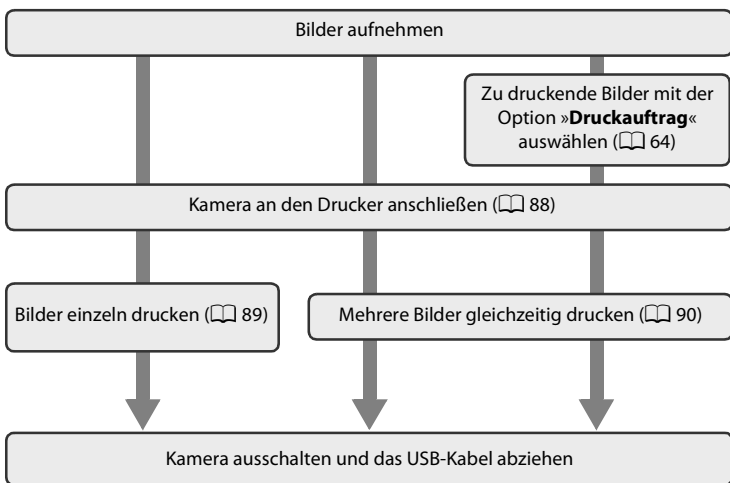 Bilder aufnehmen
Zu druckende Bilder mit der
Option »Druckauftrag«
auswählen (📖 64)
Kamera an den Drucker anschließen (📖 88)
Bilder einzeln drucken (📖 89)
Mehrere Bilder gleichzeitig drucken (📖 90)
Kamera ausschalten und das USB-Kabel abziehen